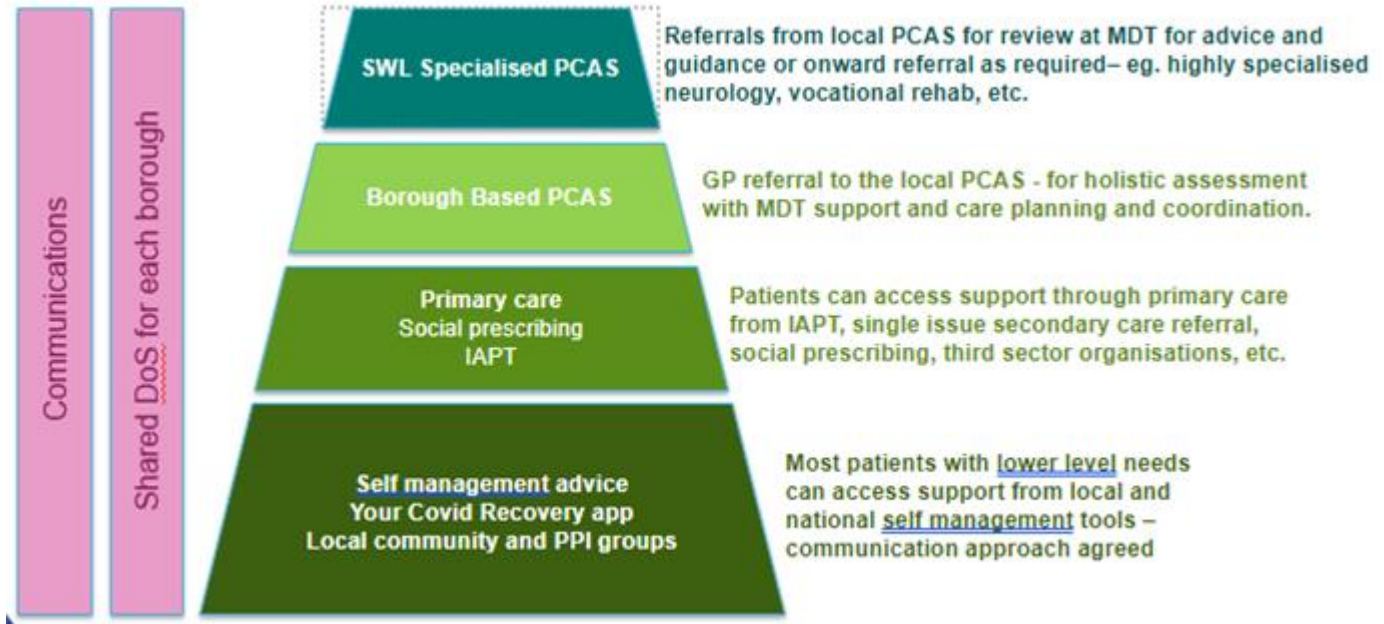 Communications
Shared DoS for each borough
SWL Specialised PCAS
Referrals from local PCAS for review at MDT for advice and
guidance or onward referral as required– eg. highly specialised
neurology, vocational rehab, etc.
Borough Based PCAS
GP referral to the local PCAS - for holistic assessment
with MDT support and care planning and coordination.
Primary care
Social prescribing
IAPT
Patients can access support through primary care
from IAPT, single issue secondary care referral,
social prescribing, third sector organisations, etc.
Self management advice
Your Covid Recovery app
Local community and PPI groups
Most patients with lower level needs
can access support from local and
national self management tools –
communication approach agreed